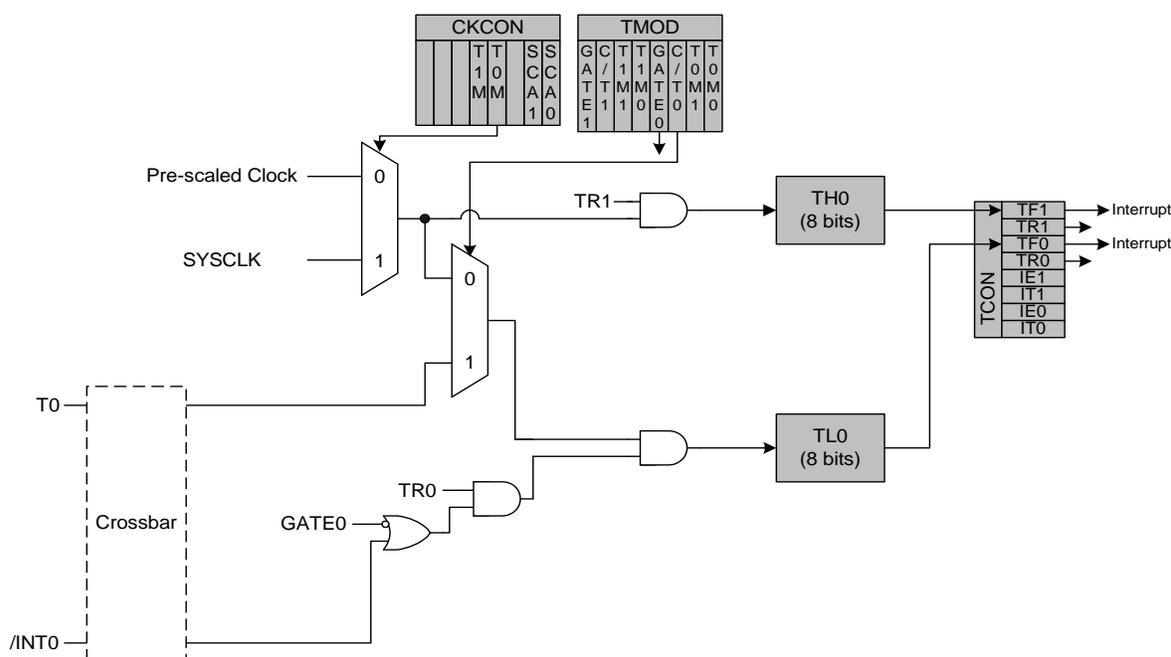 CKCON
T1M
T0M
SCA1
SCA0
TMOD
GATE1
C/T1
T1M1
T1M0
GATE0
C/T0
T0M1
T0M0
Pre-scaled Clock
0
SYSCLK
1
TR1
TH0
(8 bits)
TCON
TF1
TR1
TF0
TR0
IE1
IT1
IE0
IT0
Interrupt
Interrupt
0
1
T0
Crossbar
/INT0
TR0
GATE0
TL0
(8 bits)